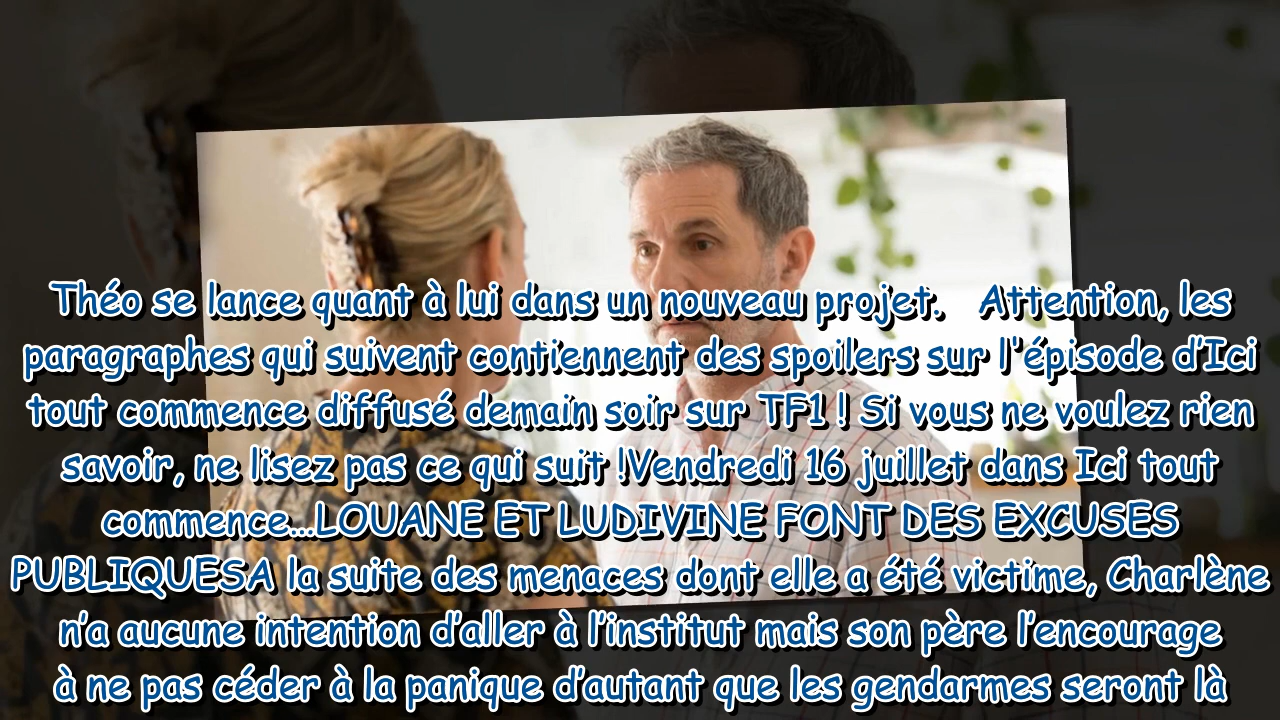 Théo se lance quant à lui dans un nouveau projet.   Attention, les
paragraphes qui suivent contiennent des spoilers sur l'épisode d’Ici
tout commence diffusé demain soir sur TF1 ! Si vous ne voulez rien
savoir, ne lisez pas ce qui suit !Vendredi 16 juillet dans Ici tout
commence...LOUANE ET LUDIVINE FONT DES EXCUSES
PUBLIQUESA la suite des menaces dont elle a été victime, Charlène
n’a aucune intention d’aller à l’institut mais son père l’encourage
à ne pas céder à la panique d’autant que les gendarmes seront là